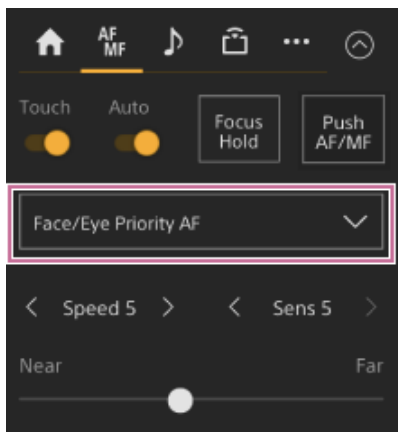 AF
MF
Touch Auto
Focus
Hold
Push
AF/MF
Face/Eye Priority AF
Speed 5 Sens 5
Near Far